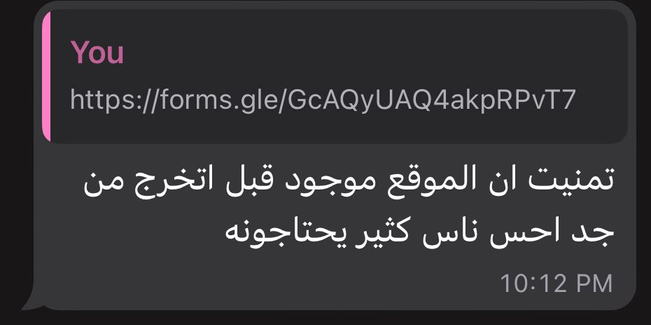 You
https://forms.gle/GcAQyUAQ4akpRPvT7
تمنيت ان الموقع موجود قبل اتخرج من
جد احس ناس كثير يحتاجونه
10:12 PM